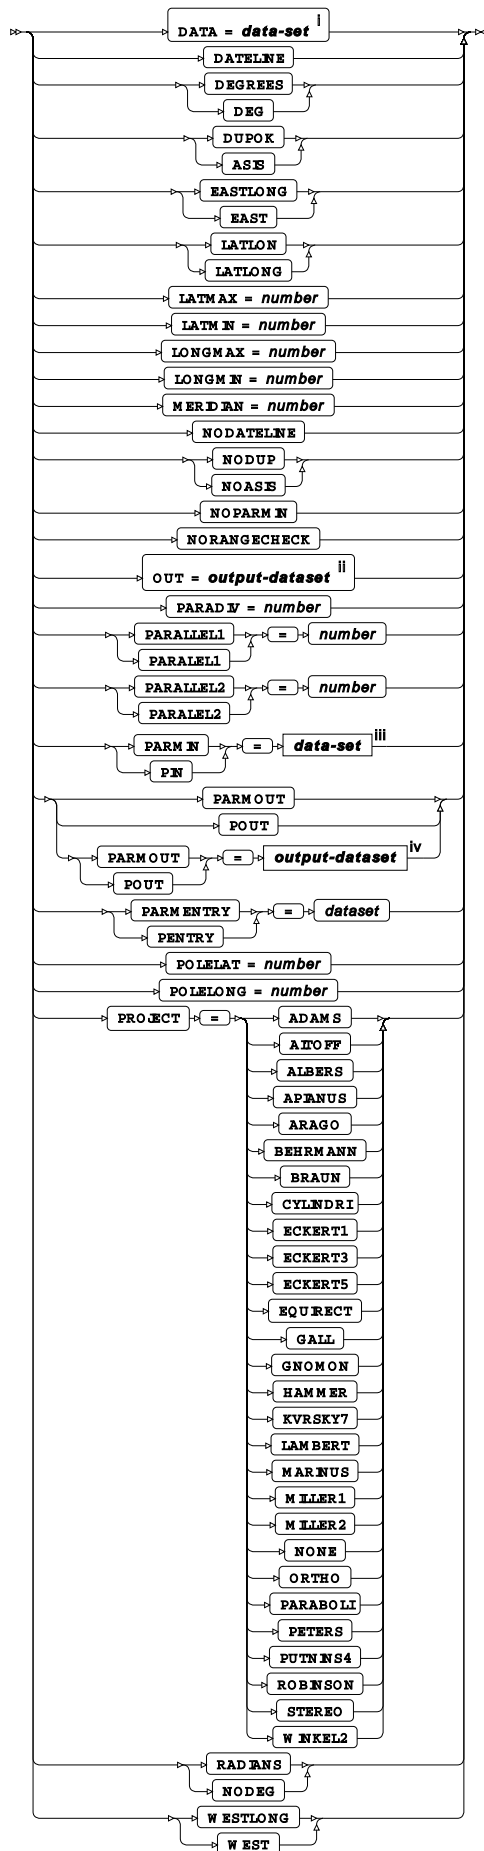 DATA = data-set i
DATELINE
DEGREES
DEG
DUPOK
ASIS
EASTLONG
EAST
LATLON
LATLONG
LATMAX = number
LATMIN = number
LONGMAX = number
LONGMIN = number
MERIDIAN = number
NODATELINE
NODUP
NOASIS
NOPARMIN
NORANGECHECK
OUT = output-dataset ii
PARADIV = number
PARALLEL1 = number
PARALEL1
PARALLEL2 = number
PARALEL2
PARMIN = data-set iii
PIN
PARMOUT
POUT
PARMOUT = output-dataset iv
POUT
PARMENTRY = dataset
PENTRY
POLELAT = number
POLELONG = number
PROJECT = ADAMS
AITOFF
ALBERS
APIANUS
ARAGO
BEHRMANN
BRAUN
CYLINDRI
ECKERT1
ECKERT3
ECKERT5
EQUIRECT
GALL
GNOMON
HAMMER
KVRSKY7
LAMBERT
MARINUS
MILLER1
MILLER2
NONE
ORTHO
PARABOLI
PETERS
PUTNINS4
ROBINSON
STEREO
WINKEL2
RADIANS
NODEG
WESTLONG
WEST